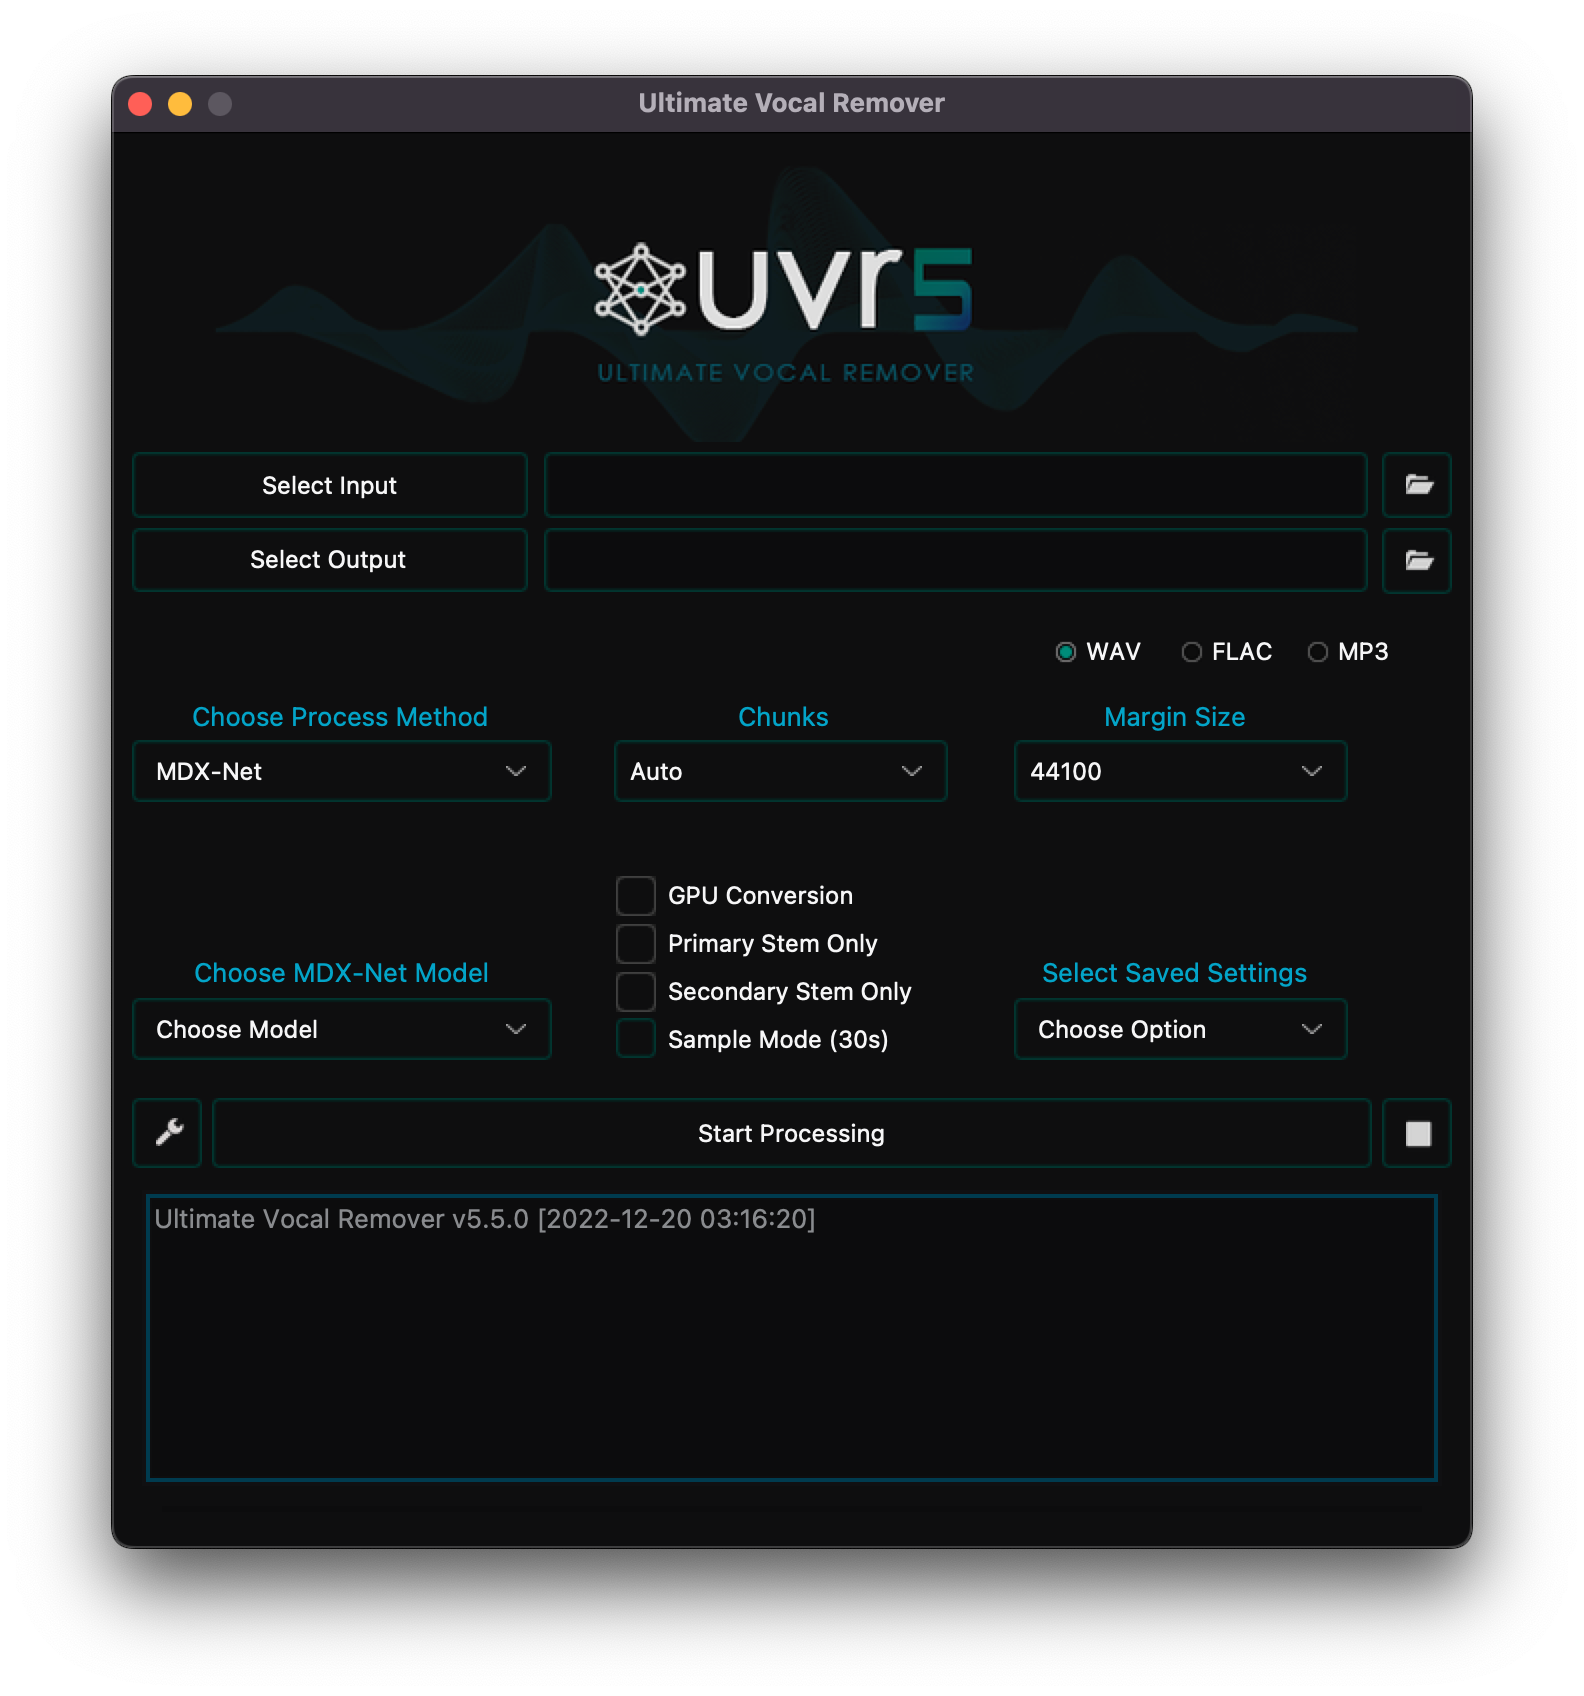 Ultimate Vocal Remover
uvr5
ULTIMATE VOCAL REMOVER
Select Input
Select Output
WAV FLAC MP3
Choose Process Method Chunks Margin Size
MDX-Net Auto 44100
GPU Conversion
Primary Stem Only
Secondary Stem Only
Sample Mode (30s)
Choose MDX-Net Model Select Saved Settings
Choose Model Choose Option
Start Processing
Ultimate Vocal Remover v5.5.0 [2022-12-20 03:16:20]